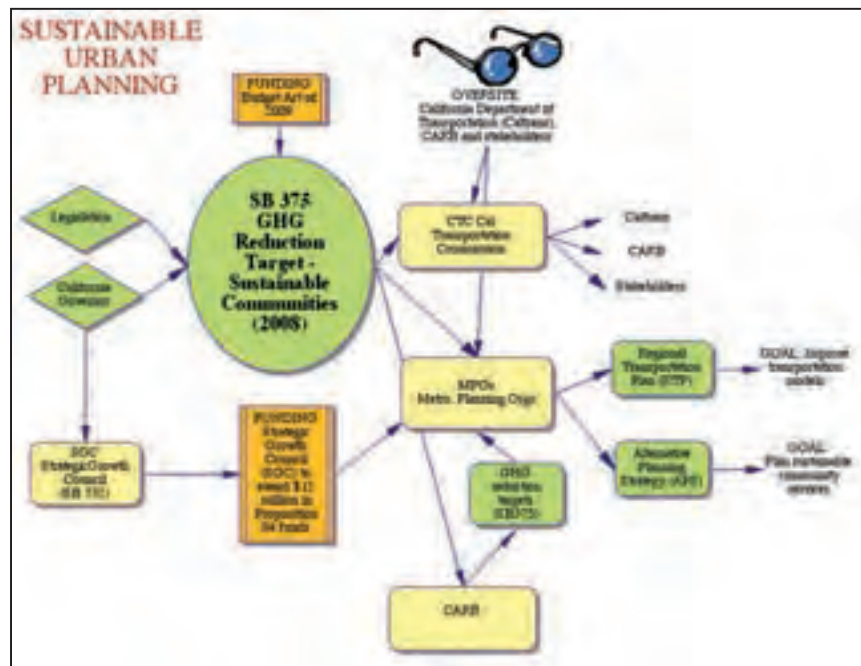 SUSTAINABLE
URBAN
PLANNING
FUNDING
Budget Act of
2009
OVERSITE
California Department of
Transportation (Caltrans),
CARB and stakeholders
Legislature
California
Governor
SB 375
GHG
Reduction
Target -
Sustainable
Communities
(2008)
CTC Cal
Transportation
Commission
Caltrans
CARB
Stakeholders
MPOs
Metro. Planning Orgs
Regional
Transportation
Plan (RTP)
GOAL:
transportation
models
SGC
Strategic Growth
Council
(SB 732)
FUNDING
Strategic
Growth
Council
(SGC) to
award $12
million in
Proposition
84 funds
GHG
reduction
targets
(SB375)
Alternative
Planning
Strategy (APS)
GOAL:
Plan sustainable
community
CARB